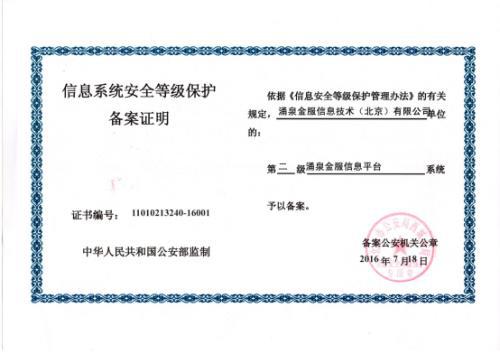 信息系统安全等级保护
备案证明
证书编号：11010213240-16001
中华人民共和国公安部监制
依据《信息安全等级保护管理办法》的有关
规定，涌泉金服信息技术（北京）有限公司单位
的：
第二级涌泉金服信息平台系统
予以备案。
备案公安机关公章
2016年7月18日